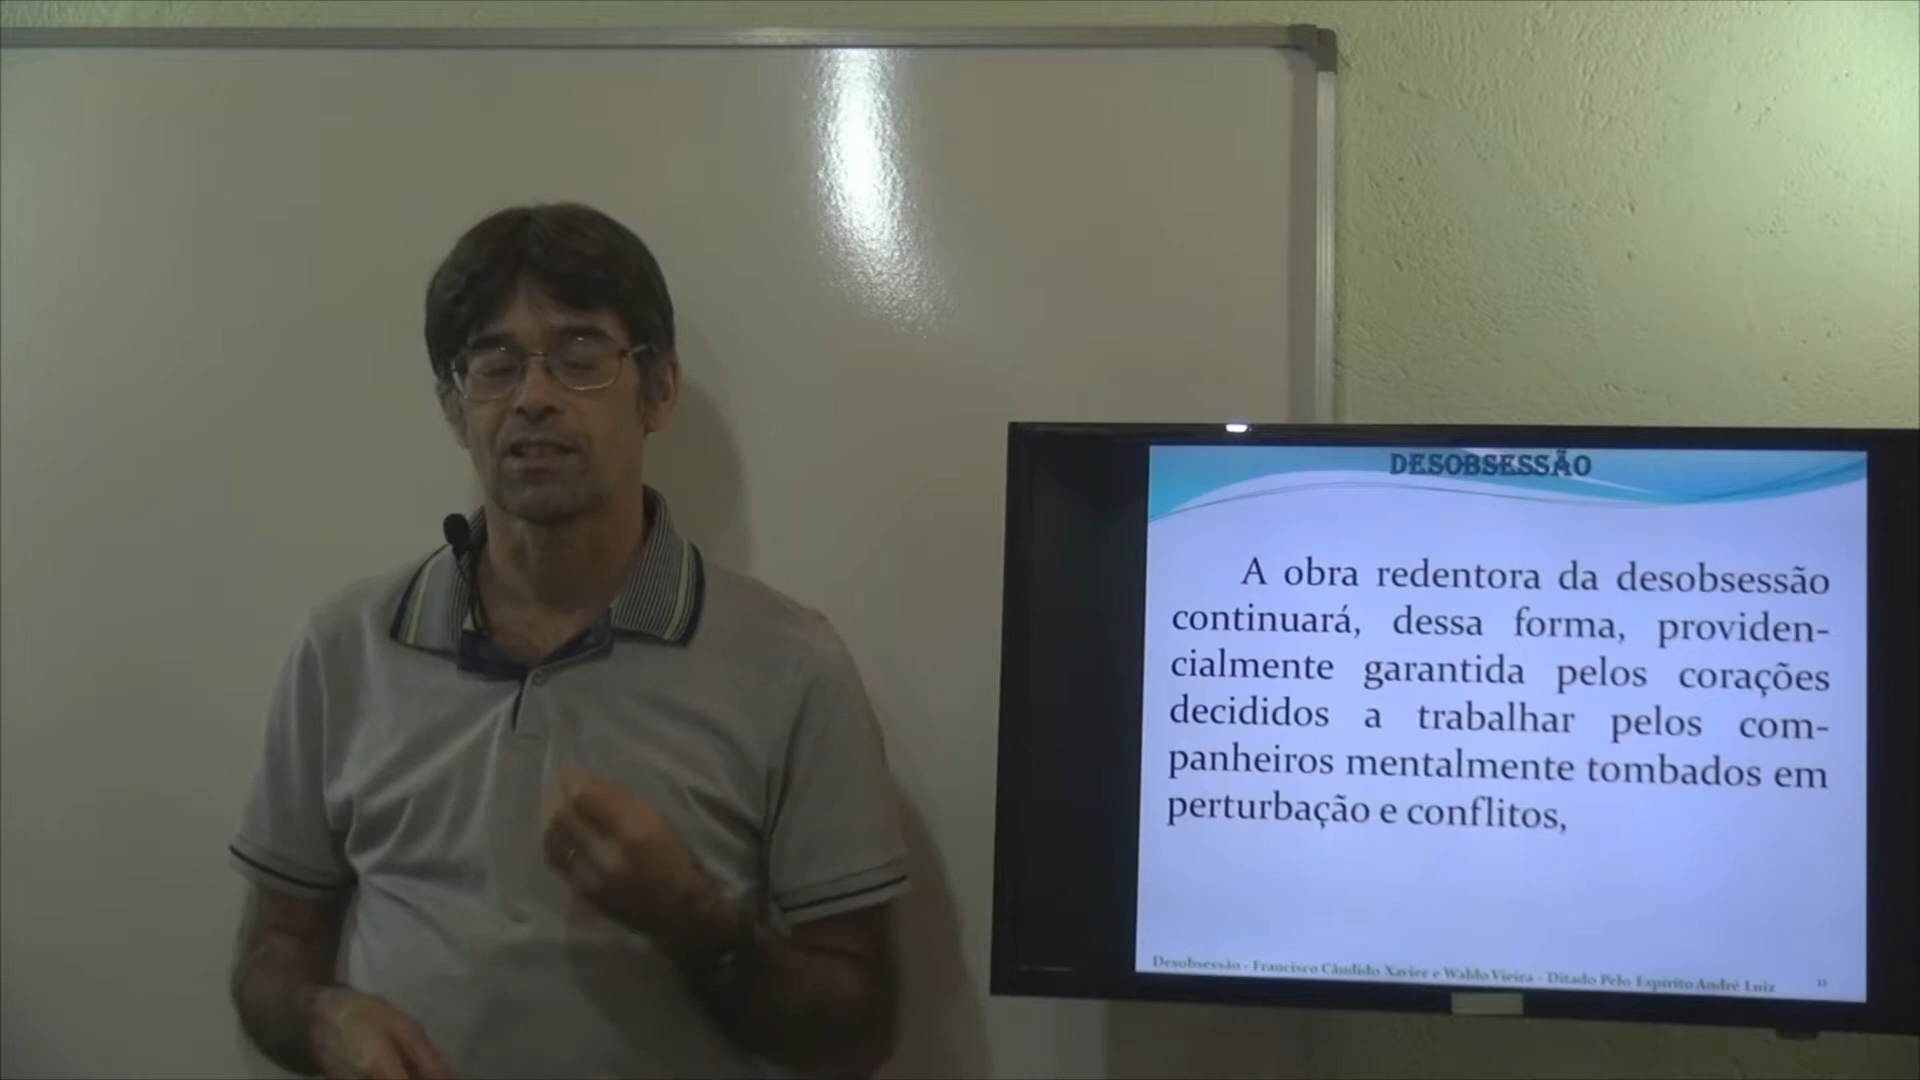 DESOBSESSÃO
A obra redentora da desobsessão
continuará, dessa forma, providen-
cialmente garantida pelos corações
decididos a trabalhar pelos com-
panheiros mentalmente tombados em
perturbação e conflitos,
Desobsessão - Francisco Cândido Xavier e Waldo Vieira - Ditado Pelo Espírito André Luiz